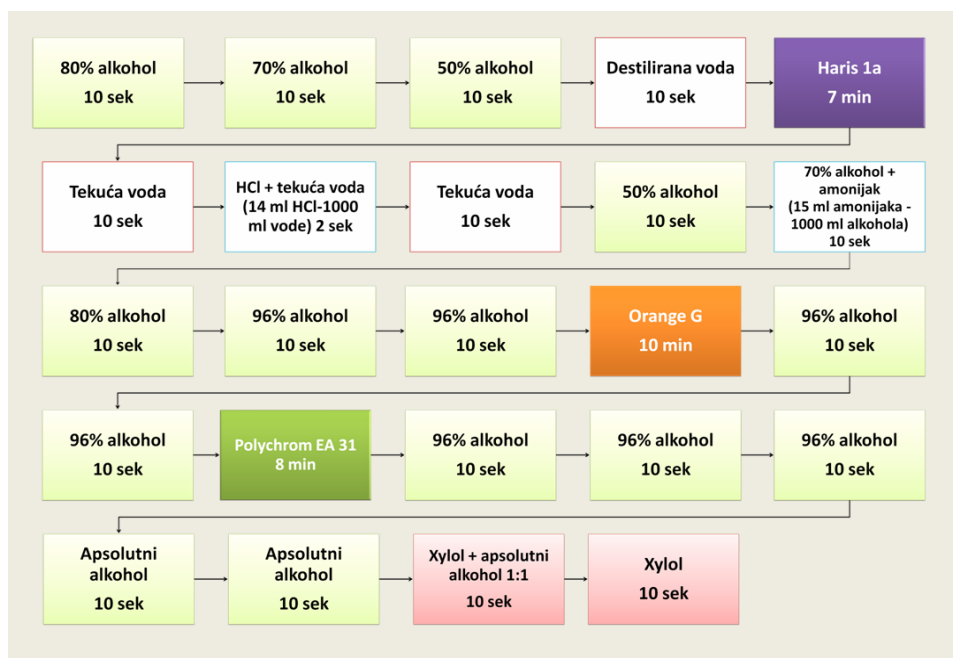 80% alkohol
10 sek
70% alkohol
10 sek
50% alkohol
10 sek
Destilirana voda
10 sek
Haris 1a
7 min
Tekuća voda
10 sek
HCl + tekuća voda
(14 ml HCl-1000
ml vode) 2 sek
Tekuća voda
10 sek
50% alkohol
10 sek
70% alkohol +
amonijak
(15 ml amonijaka -
1000 ml alkohola)
10 sek
80% alkohol
10 sek
96% alkohol
10 sek
96% alkohol
10 sek
Orange G
10 min
96% alkohol
10 sek
96% alkohol
10 sek
Polychrom EA 31
8 min
96% alkohol
10 sek
96% alkohol
10 sek
96% alkohol
10 sek
Apsolutni
alkohol
10 sek
Apsolutni
alkohol
10 sek
Xylol + apsolutni
alkohol 1:1
10 sek
Xylol
10 sek